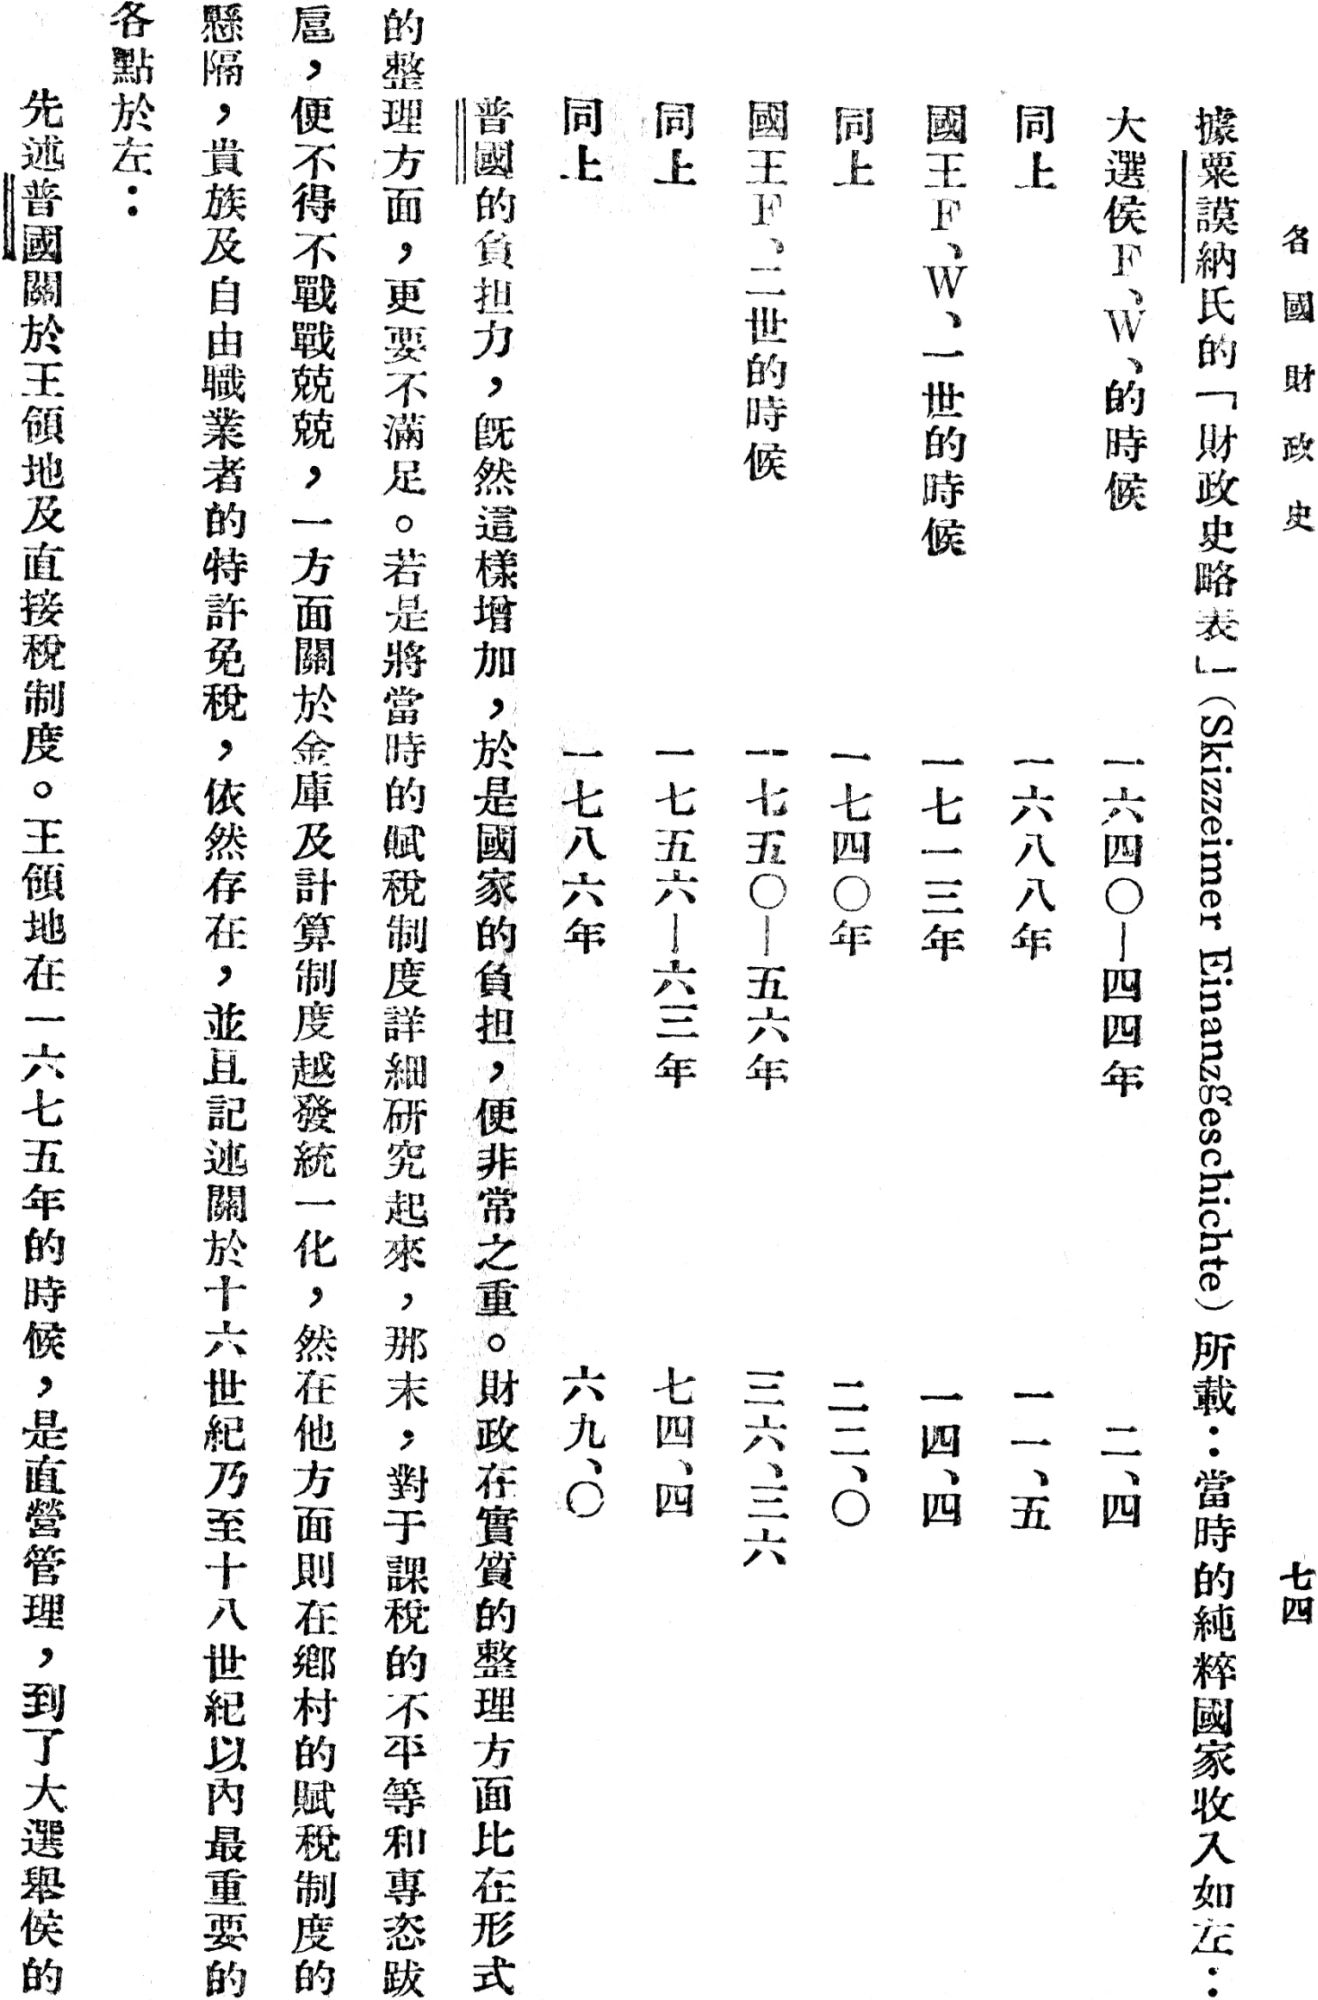 各國財政史
七四
據粟謨納氏的「財政史略表」(Skizzeimer Einanzgeschichte)所載：當時的純粹國家收入如左：
大選侯F、W、的時候　一六四〇—四四年　二、四
同上　一六八八年　一一、五
國王F、W、一世的時候　一七一三年　一四、四
同上　一七四〇年　二二、〇
國王F、二世的時候　一七五〇—五六年　三六、三六
同上　一七五六—六三年　七四、四
同上　一七八六年　六九、〇
普國的負担力，旣然這樣增加，於是國家的負担，便非常之重。財政在實質的整理方面比在形式
的整理方面，更要不滿足。若是將當時的賦稅制度詳細研究起來，那末，對于課稅的不平等和專恣跋
扈，便不得不戰戰兢兢，一方面關於金庫及計算制度越發統一化，然在他方面則在鄉村的賦稅制度的
懸隔，貴族及自由職業者的特許免稅，依然存在，並且記述關於十六世紀乃至十八世紀以內最重要的
各點於左：
先述普國關於王領地及直接稅制度。王領地在一六七五年的時候，是直營管理，到了大選舉侯的